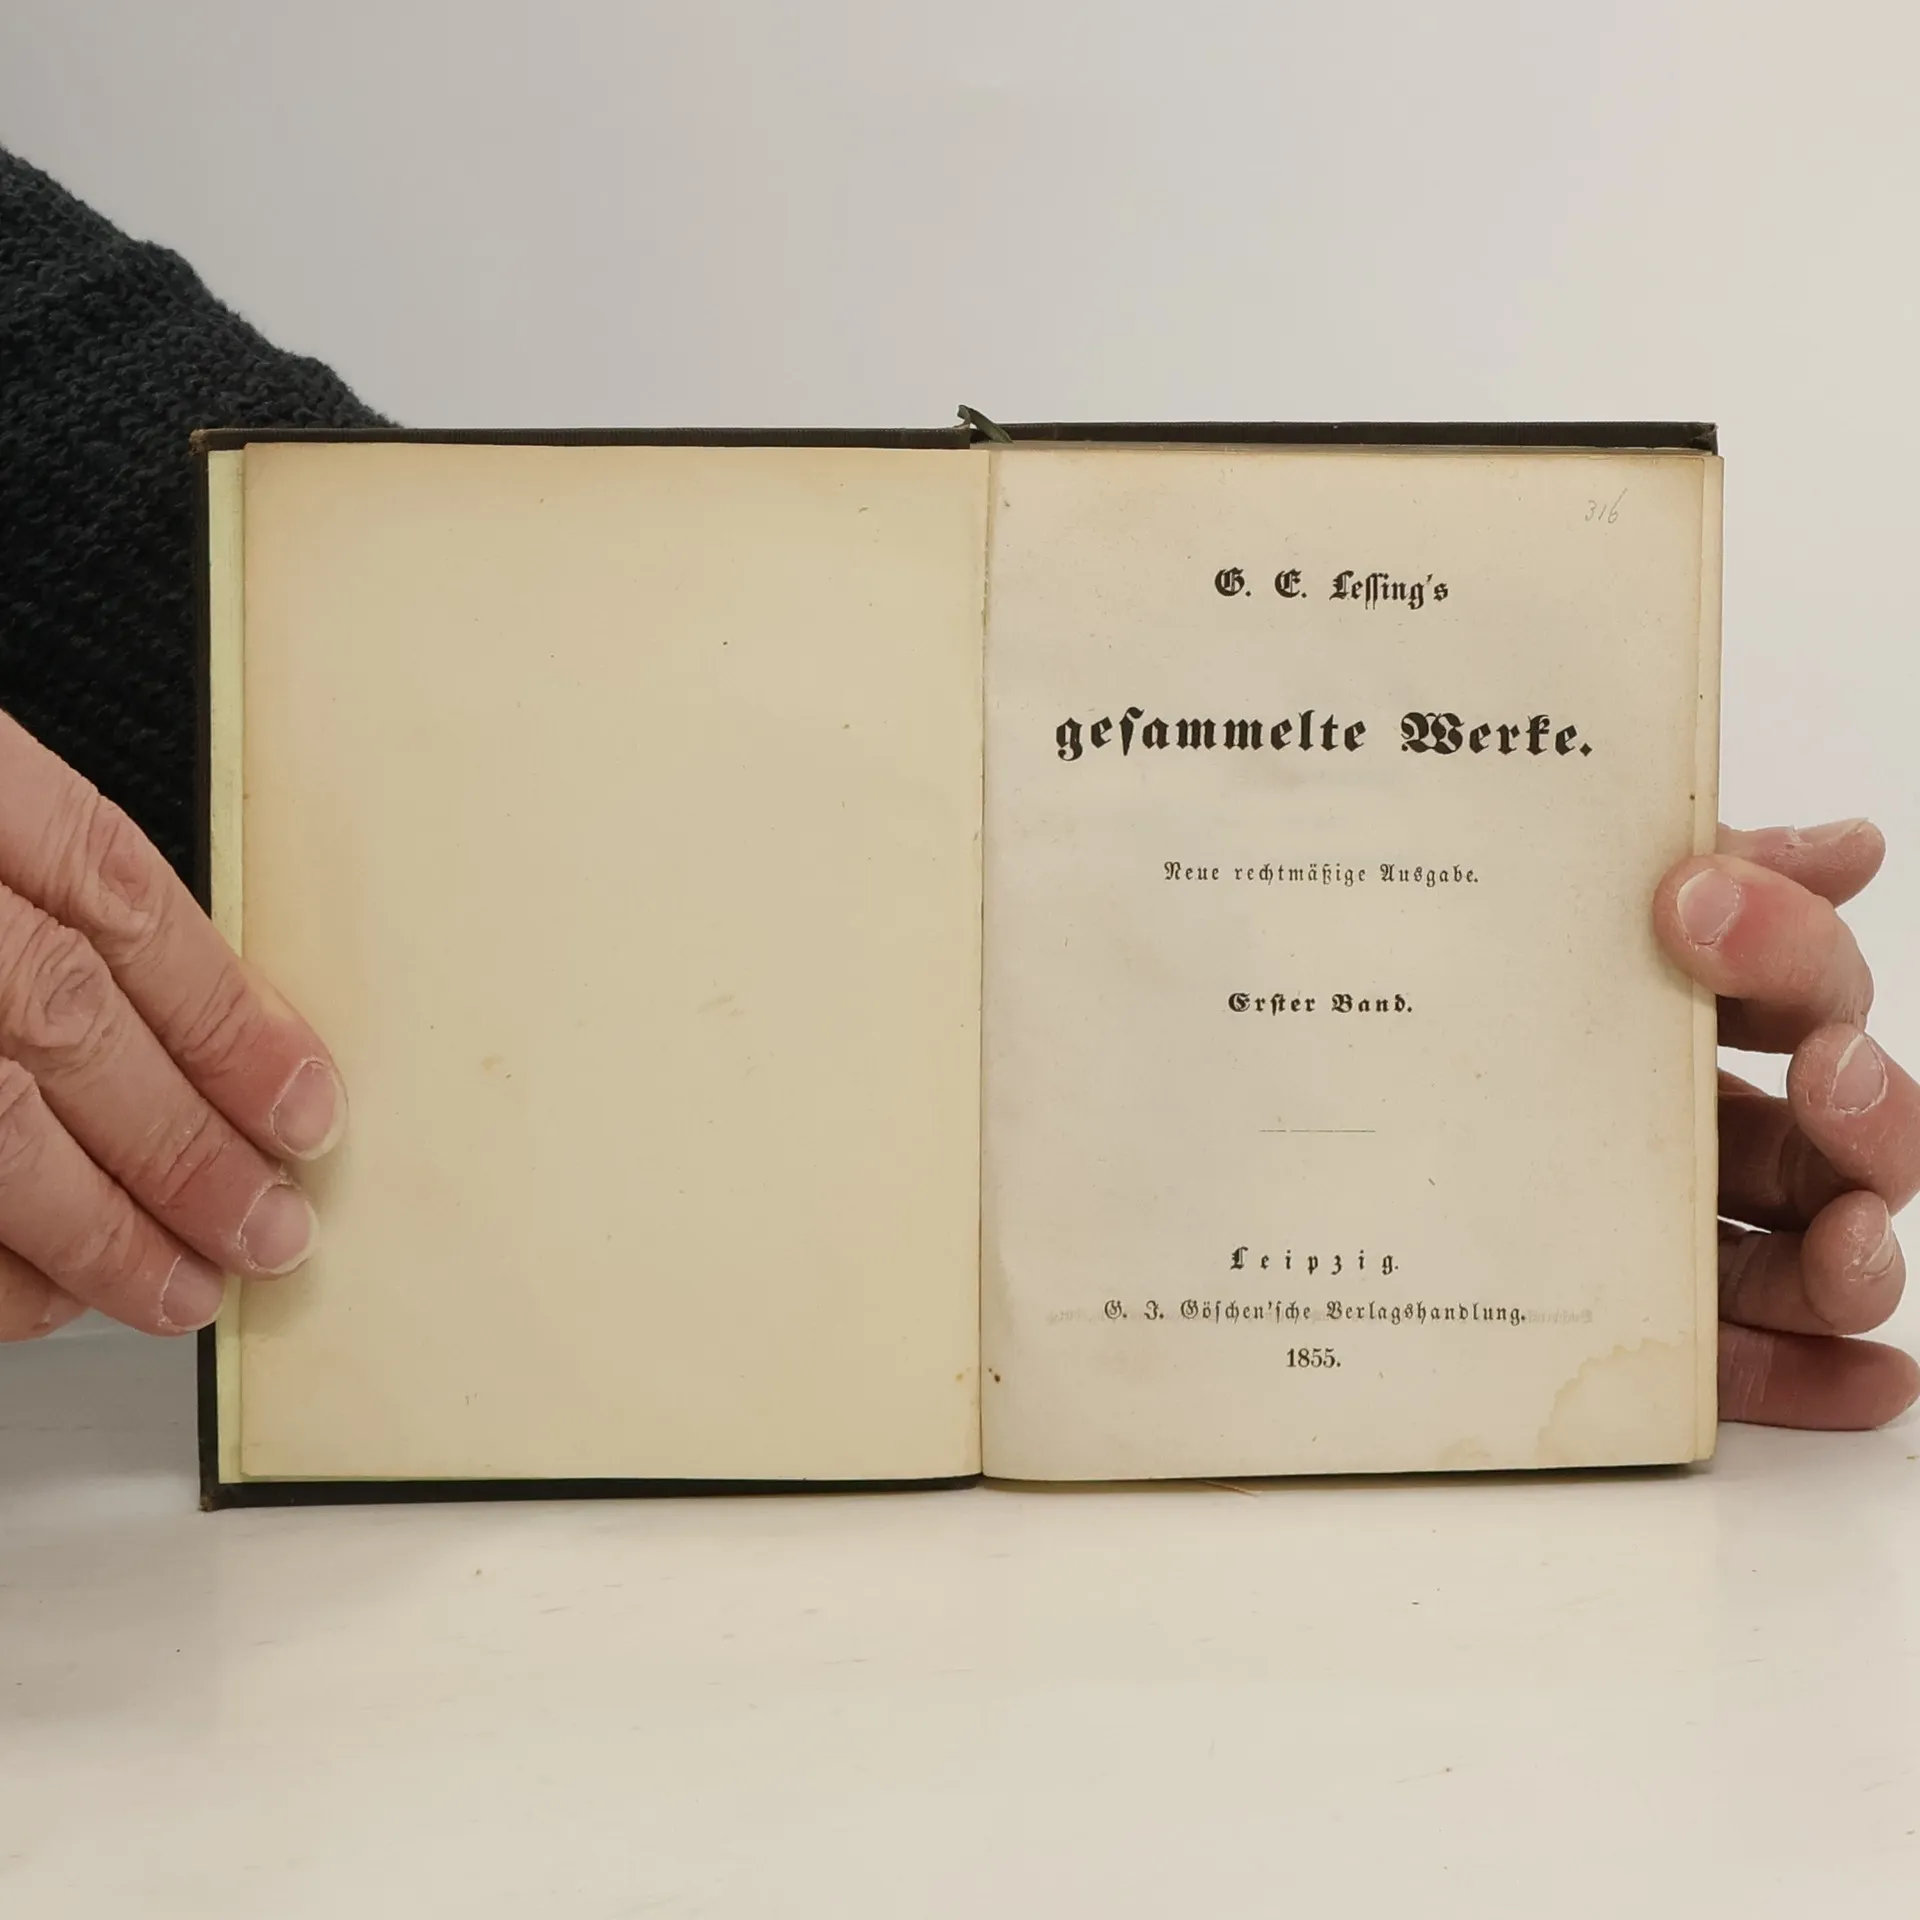 316
G. E. Leſſing's
geſammelte Werke.
Neue rechtmäßige Ausgabe.
Erſter Band.
Leipzig.
G. J. Göſchen'ſche Verlagshandlung.
1855.